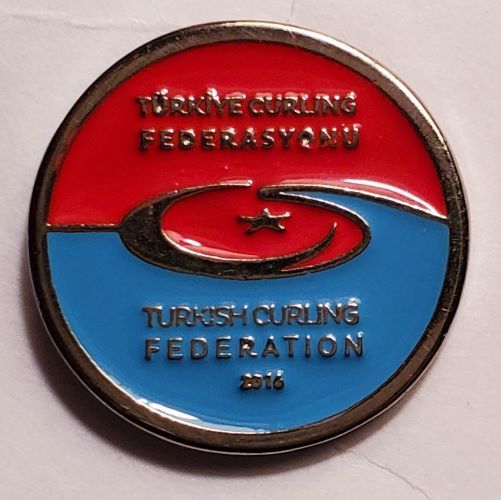 TÜRKİYE CURLING
FEDERASYONU
TURKISH CURLING
FEDERATION
2016